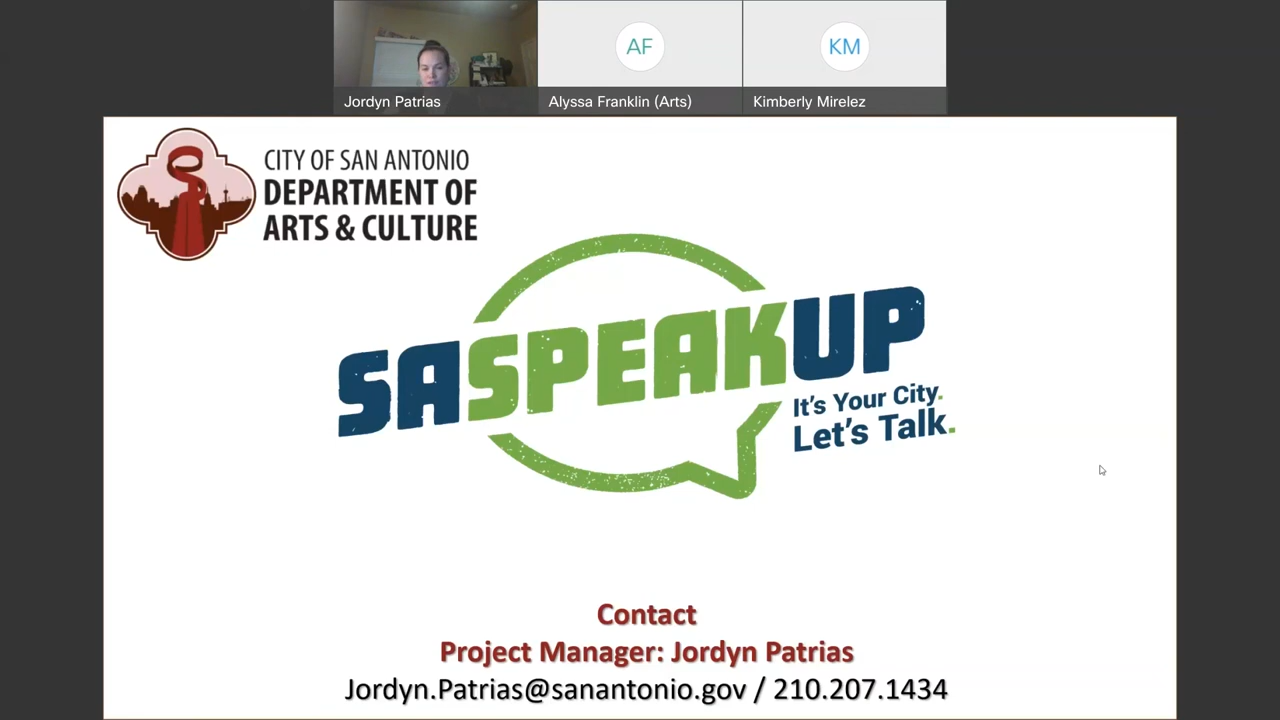 AF
KM
Jordyn Patrias
Alyssa Franklin (Arts)
Kimberly Mirelez
CITY OF SAN ANTONIO
DEPARTMENT OF
ARTS & CULTURE
SASPEAKUP
It's Your City.
Let's Talk.
Contact
Project Manager: Jordyn Patrias
Jordyn.Patrias@sanantonio.gov / 210.207.1434